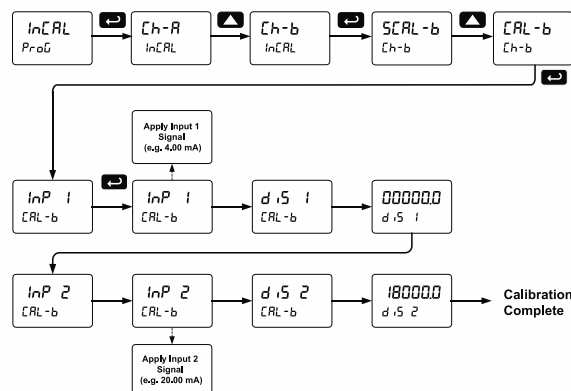 InCAL
ProG
Ch-A
InCAL
Ch-b
InCAL
SCAL-b
Ch-b
CAL-b
Ch-b
Apply Input 1
Signal
(e.g. 4.00 mA)
InP 1
CAL-b
InP 1
CAL-b
diS 1
CAL-b
00000.0
diS 1
InP 2
CAL-b
InP 2
CAL-b
diS 2
CAL-b
18000.0
diS 2
Calibration
Complete
Apply Input 2
Signal
(e.g. 20.00 mA)